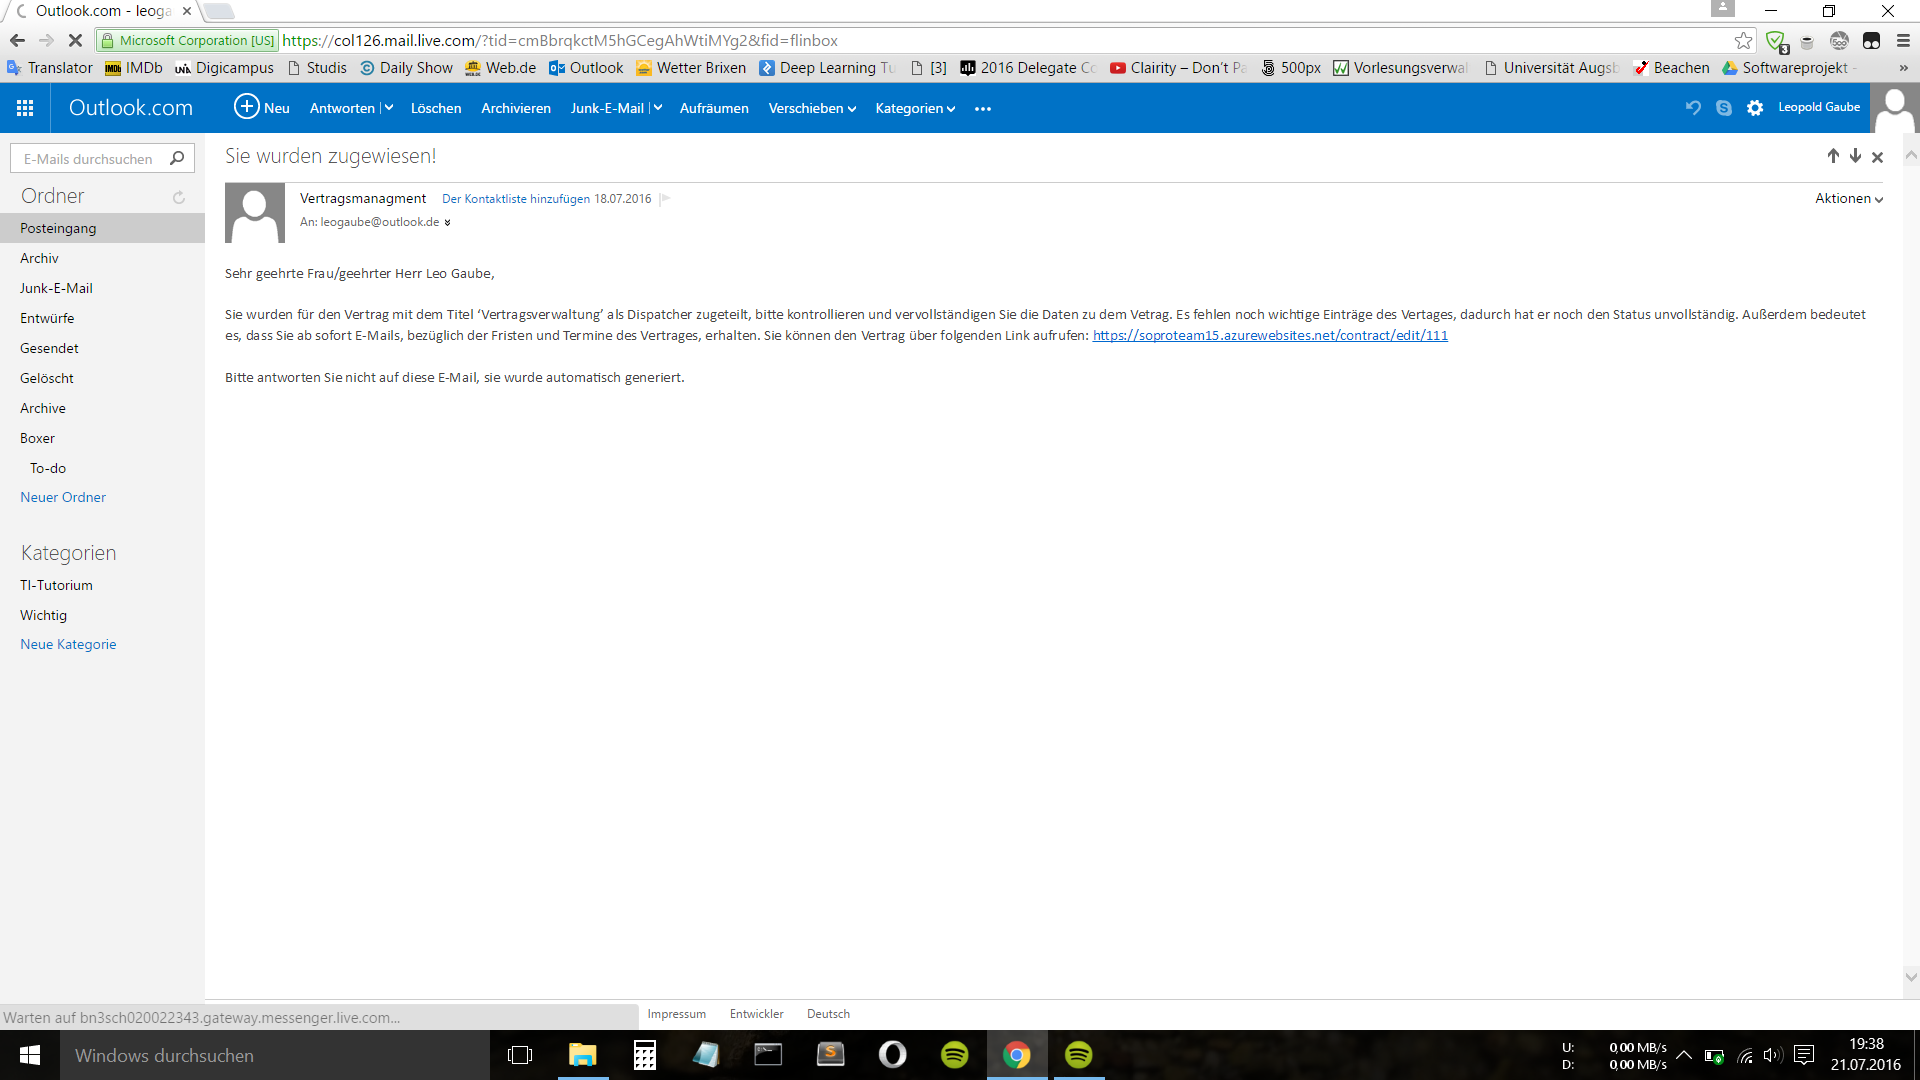 Outlook.com - leoga
Microsoft Corporation [US] https://col126.mail.live.com/?tid=cmBbrqkctM5hGCegAhWtiMYg2&fid=flinbox
Translator IMDb Digicampus Studis Daily Show Web.de Outlook Wetter Brixen Deep Learning Tu [3] 2016 Delegate Co Clairity – Don't Pa 500px Vorlesungsverwal Universität Augsb Beachen Softwareprojekt - »
Outlook.com Neu Antworten Löschen Archivieren Junk-E-Mail Aufräumen Verschieben Kategorien ••• Leopold Gaube
E-Mails durchsuchen
Ordner
Posteingang
Archiv
Junk-E-Mail
Entwürfe
Gesendet
Gelöscht
Archive
Boxer
To-do
Neuer Ordner
Kategorien
TI-Tutorium
Wichtig
Neue Kategorie
Sie wurden zugewiesen!
Vertragsmanagment Der Kontaktliste hinzufügen 18.07.2016 Aktionen
An: leogaube@outlook.de
Sehr geehrte Frau/geehrter Herr Leo Gaube,
Sie wurden für den Vertrag mit dem Titel ‘Vertragsverwaltung’ als Dispatcher zugeteilt, bitte kontrollieren und vervollständigen Sie die Daten zu dem Vetrag. Es fehlen noch wichtige Einträge des Vertages, dadurch hat er noch den Status unvollständig. Außerdem bedeutet
es, dass Sie ab sofort E-Mails, bezüglich der Fristen und Termine des Vertrages, erhalten. Sie können den Vertrag über folgenden Link aufrufen: https://soproteam15.azurewebsites.net/contract/edit/111
Bitte antworten Sie nicht auf diese E-Mail, sie wurde automatisch generiert.
Warten auf bn3sch020022343.gateway.messenger.live.com...
Impressum Entwickler Deutsch
Windows durchsuchen
U: 0,00 MB/s
D: 0,00 MB/s
19:38
21.07.2016